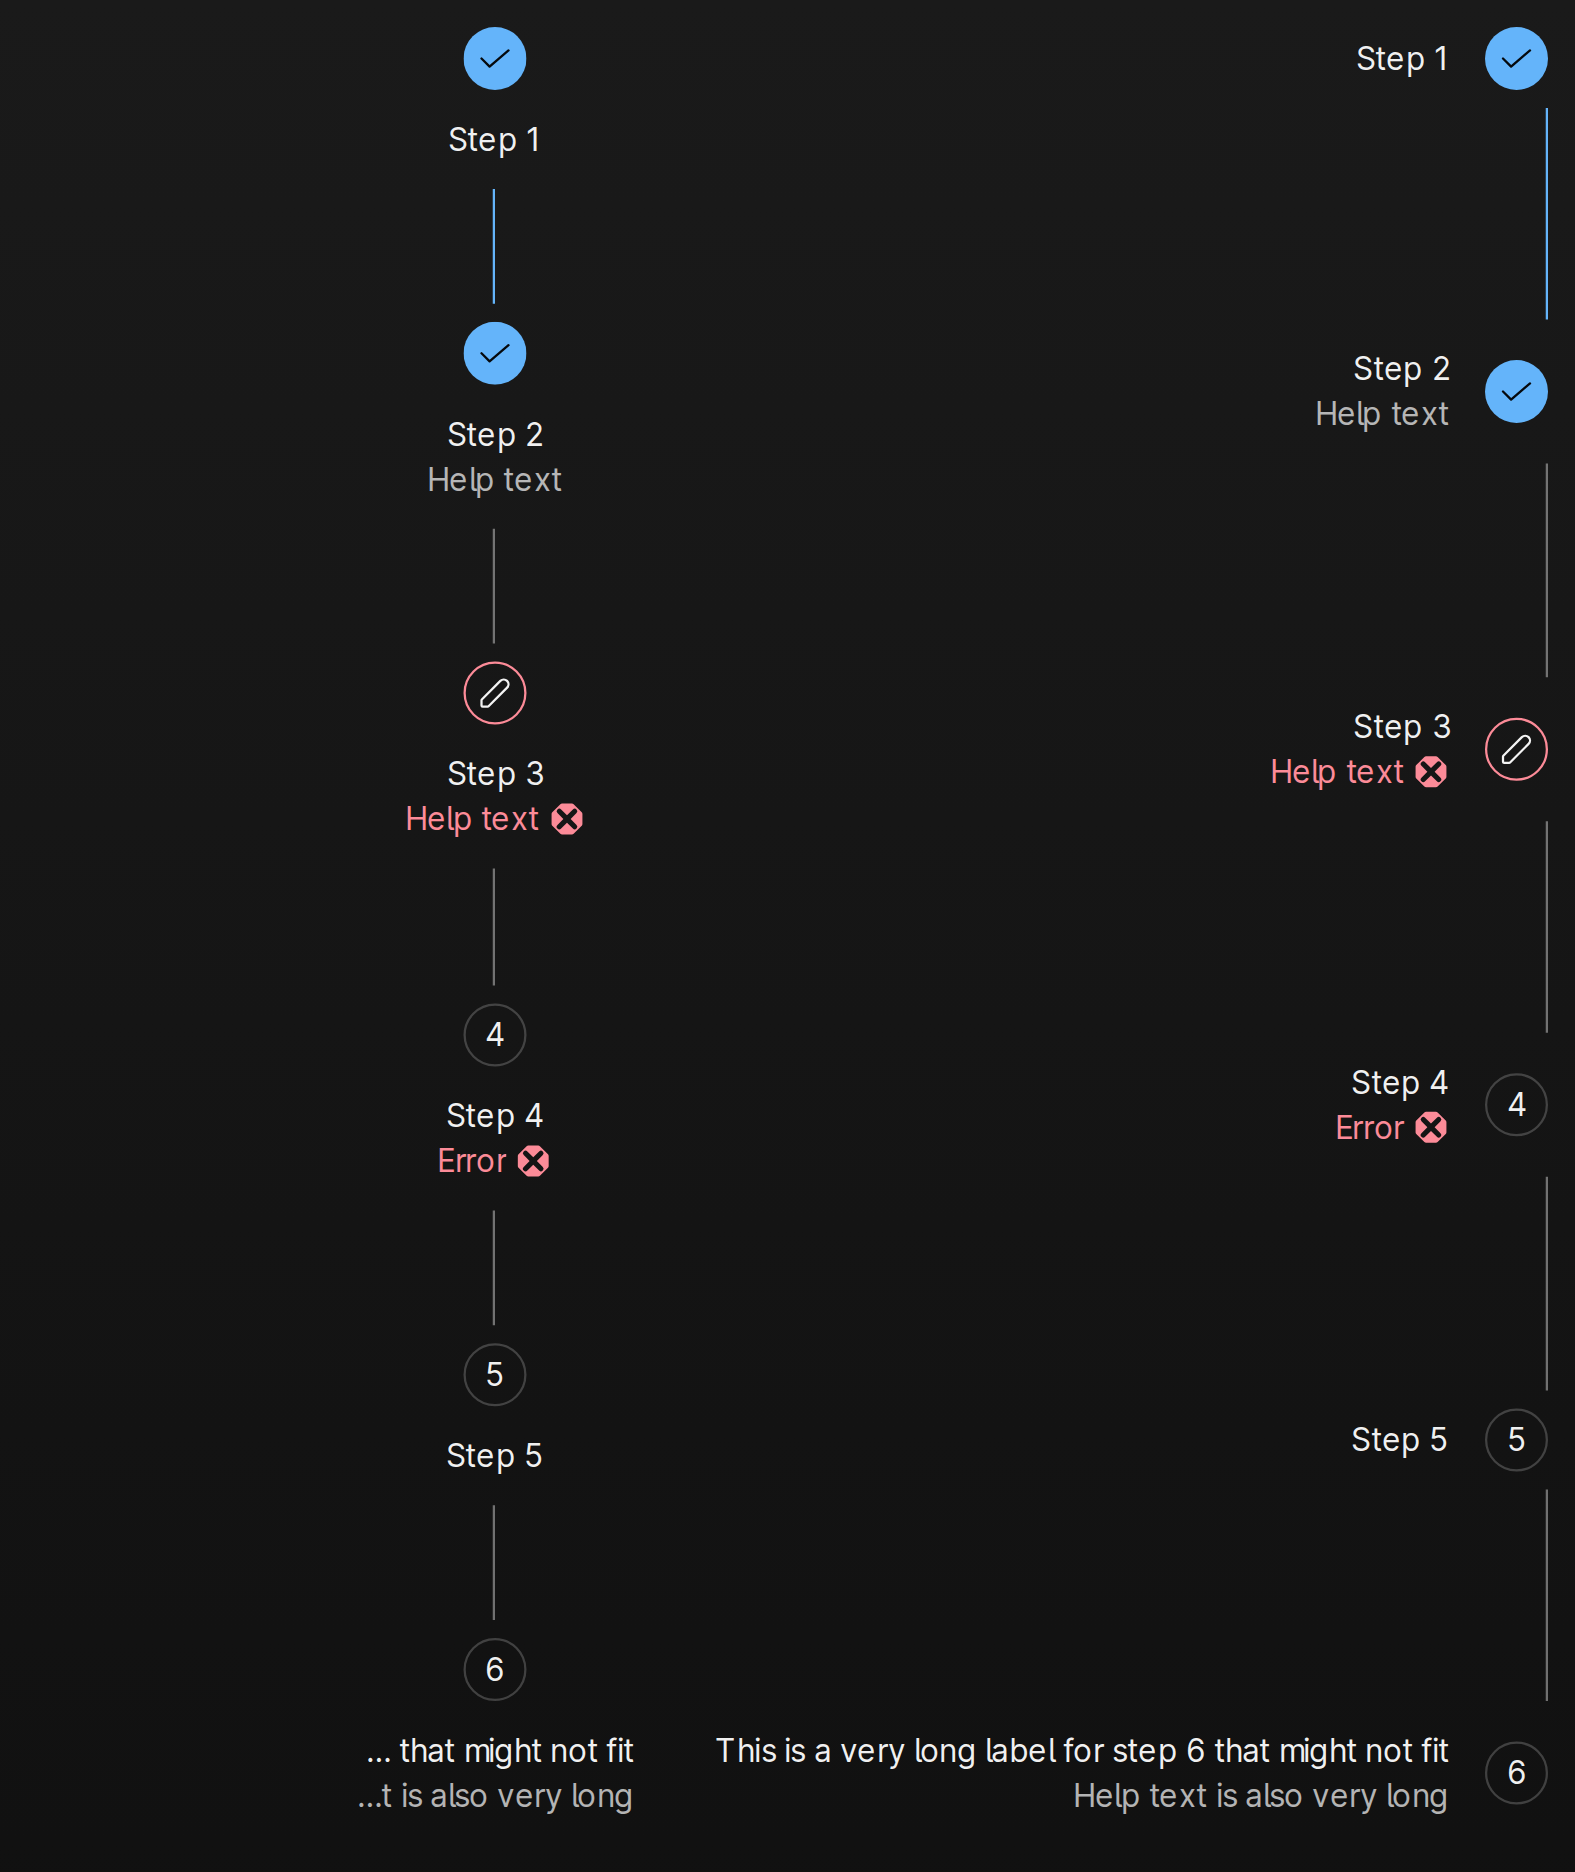 Step 1
Step 2
Help text
Step 3
Help text
4
Step 4
Error
5
Step 5
6
... that might not fit
...t is also very long
Step 1
Step 2
Help text
Step 3
Help text
Step 4
Error
4
Step 5
5
This is a very long label for step 6 that might not fit
Help text is also very long
6